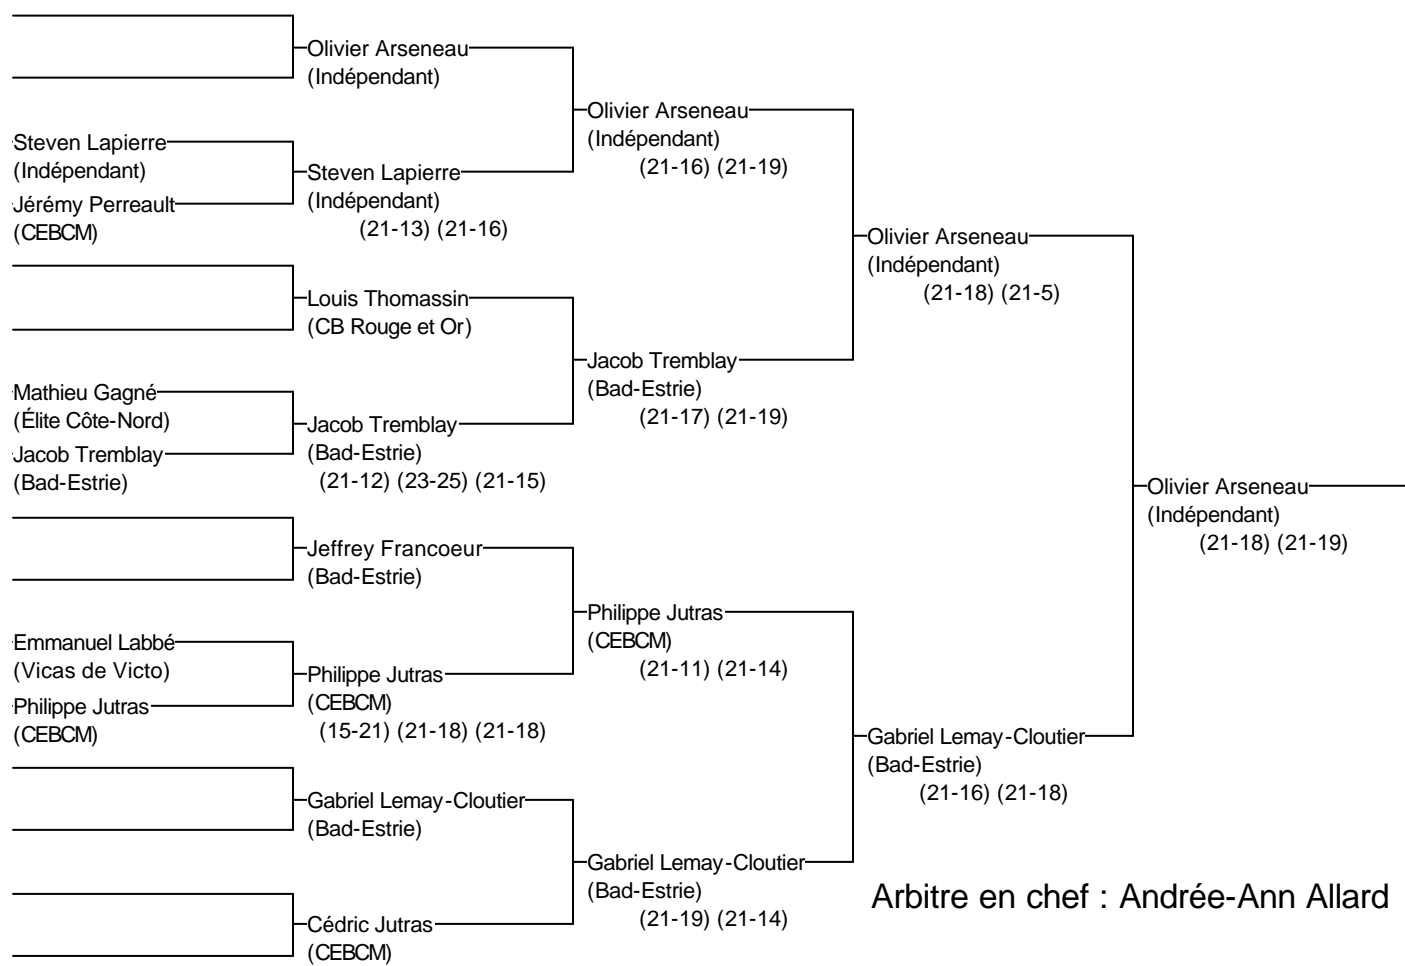 Olivier Arseneau
(Indépendant)
Olivier Arseneau
(Indépendant)
(21-16) (21-19)
Steven Lapierre
(Indépendant)
Jérémy Perreault
(CEBCM)
Steven Lapierre
(Indépendant)
(21-13) (21-16)
Olivier Arseneau
(Indépendant)
(21-18) (21-5)
Louis Thomassin
(CB Rouge et Or)
Jacob Tremblay
(Bad-Estrie)
(21-17) (21-19)
Mathieu Gagné
(Élite Côte-Nord)
Jacob Tremblay
(Bad-Estrie)
Jacob Tremblay
(Bad-Estrie)
(21-12) (23-25) (21-15)
Olivier Arseneau
(Indépendant)
(21-18) (21-19)
Jeffrey Francoeur
(Bad-Estrie)
Philippe Jutras
(CEBCM)
(21-11) (21-14)
Emmanuel Labbé
(Vicas de Victo)
Philippe Jutras
(CEBCM)
Philippe Jutras
(CEBCM)
(15-21) (21-18) (21-18)
Gabriel Lemay-Cloutier
(Bad-Estrie)
(21-16) (21-18)
Gabriel Lemay-Cloutier
(Bad-Estrie)
Gabriel Lemay-Cloutier
(Bad-Estrie)
(21-19) (21-14)
Cédric Jutras
(CEBCM)
Arbitre en chef : Andrée-Ann Allard